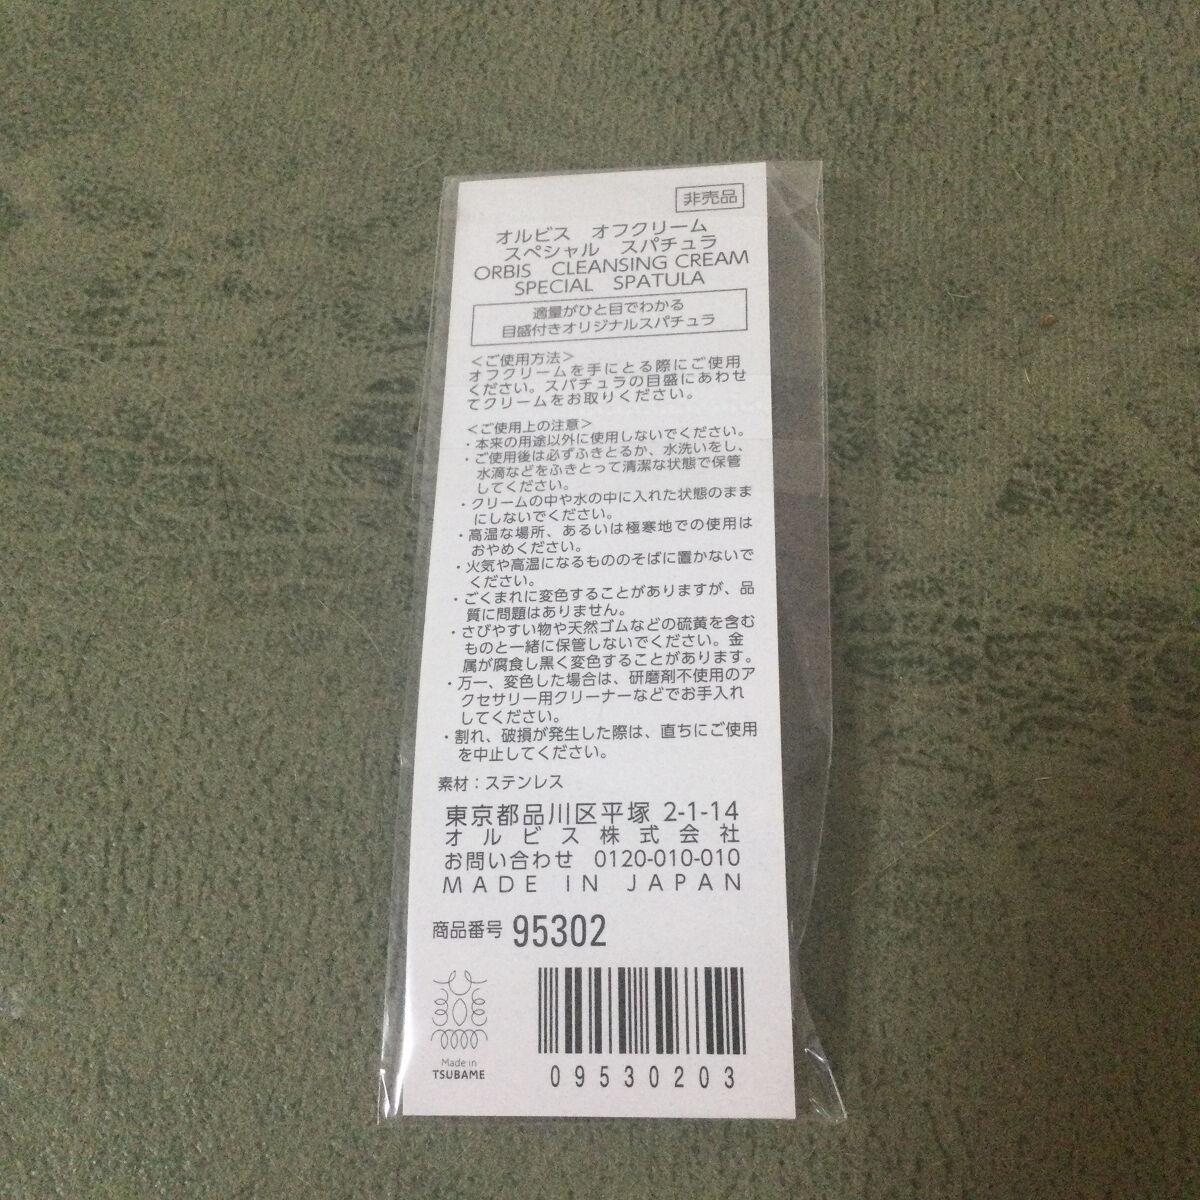 非売品
オルビス オフクリーム
スペシャル スパチュラ
ORBIS CLEANSING CREAM
SPECIAL SPATULA
適量がひと目でわかる
目盛付きオリジナルスパチュラ
＜ご使用方法＞
オフクリームを手にとる際にご使用
ください。スパチュラの目盛にあわせ
てクリームをお取りください。
＜ご使用上の注意＞
・本来の用途以外に使用しないでください。
・ご使用後は必ずふきとるか、水洗いをし、
水滴などをふきとって清潔な状態で保管
してください。
・クリームの中や水の中に入れた状態のまま
にしないでください。
・高温な場所、あるいは極寒地での使用は
おやめください。
・火気や高温になるもののそばに置かないで
ください。
・ごくまれに変色することがありますが、品
質に問題はありません。
・さびやすい物や天然ゴムなどの硫黄を含む
ものと一緒に保管しないでください。金
属が腐食し黒く変色することがあります。
・万一、変色した場合は、研磨剤不使用のア
クセサリー用クリーナーなどでお手入れ
してください。
・割れ、破損が発生した際は、直ちにご使用
を中止してください。
素材：ステンレス
東京都品川区平塚 2-1-14
オルビス株式会社
お問い合わせ 0120-010-010
MADE IN JAPAN
商品番号 95302
Made in
TSUBAME
09530203